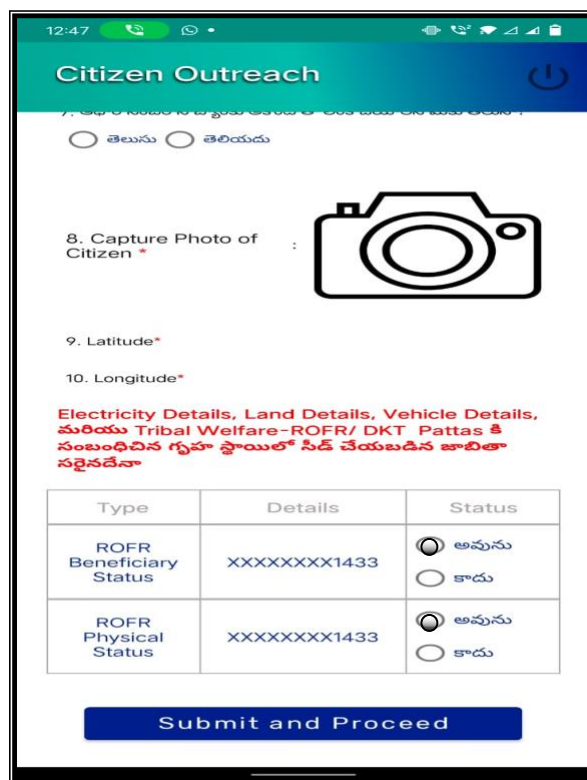 12:47
Citizen Outreach
తెలుసు తెలియదు
8. Capture Photo of
Citizen *
:
9. Latitude*
10. Longitude*
Electricity Details, Land Details, Vehicle Details,
మరియు Tribal Welfare-ROFR/ DKT Pattas కి
సంబంధించిన గృహ స్థాయిలో సీడ్ చేయబడిన జాబితా
సరైనదేనా
Type Details Status
ROFR
Beneficiary
Status
XXXXXXXX1433
అవును
కాదు
ROFR
Physical
Status
XXXXXXXX1433
అవును
కాదు
Submit and Proceed